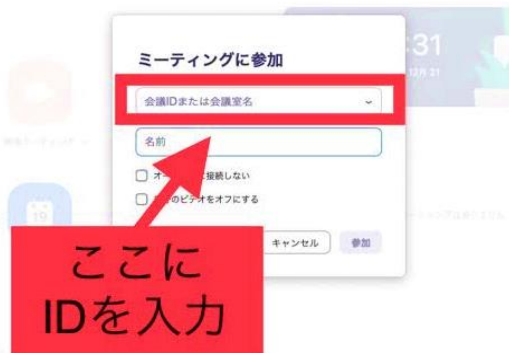 :31
ミーティングに参加
会議IDまたは会議室名
名前
接続しない
のビデオをオフにする
キャンセル
参加
19
ここに
IDを入力